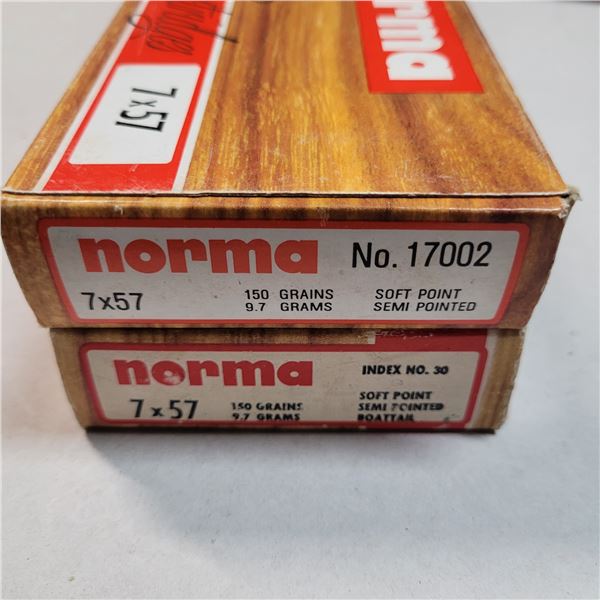 7x57
norma No. 17002
7x57 150 GRAINS SOFT POINT
9.7 GRAMS SEMI POINTED
norma INDEX NO. 30
7x57 150 GRAINS SOFT POINT
9.7 GRAMS SEMI POINTED
BOATTAIL